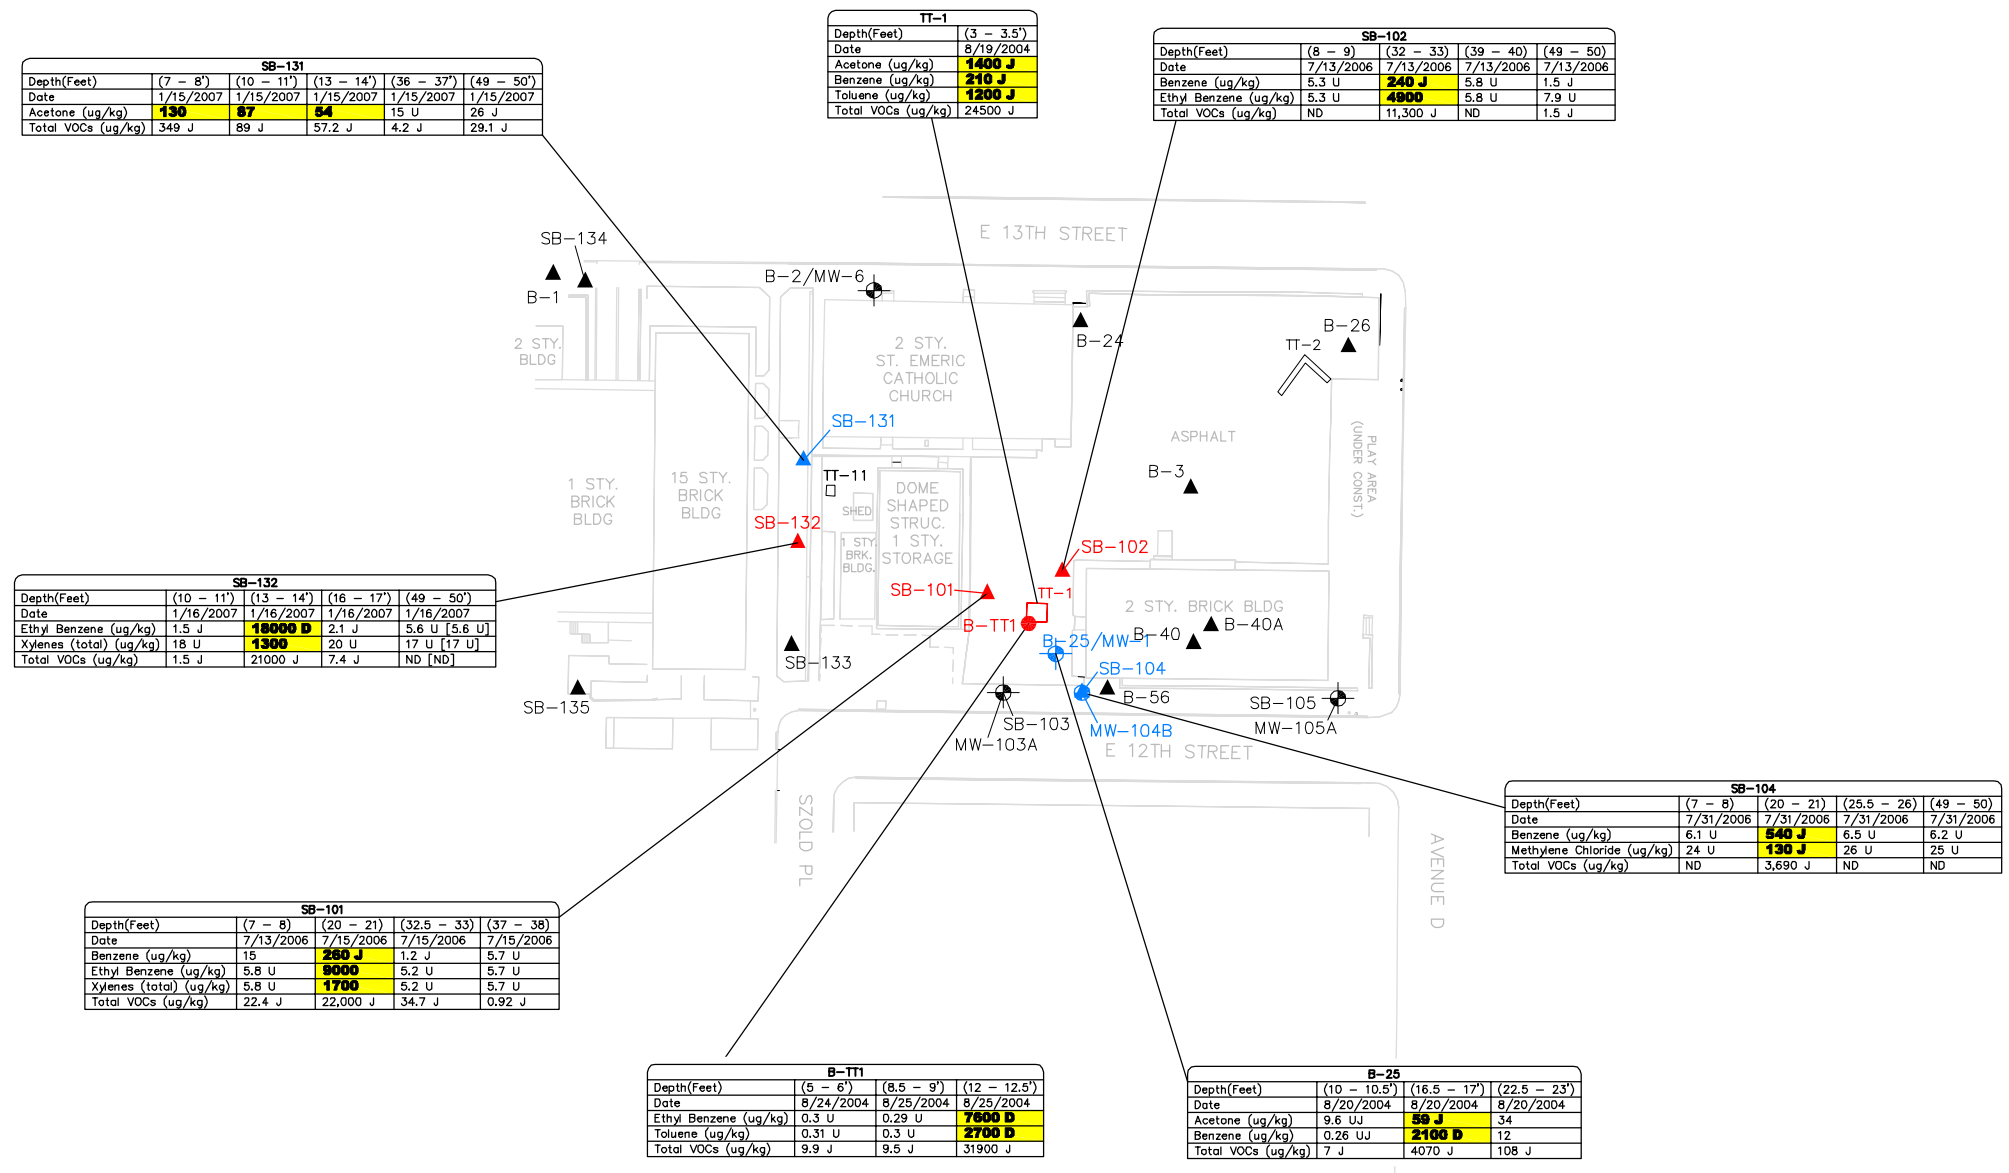 TT-1
Depth(Feet) (3 - 3.5')
Date 8/19/2004
Acetone (ug/kg) 1400 J
Benzene (ug/kg) 210 J
Toluene (ug/kg) 1200 J
Total VOCs (ug/kg) 24500 J
SB-102
Depth(Feet) (8 - 9) (32 - 33) (39 - 40) (49 - 50)
Date 7/13/2006 7/13/2006 7/13/2006 7/13/2006
Benzene (ug/kg) 5.3 U 240 J 5.8 U 1.5 J
Ethyl Benzene (ug/kg) 5.3 U 4900 5.8 U 7.9 U
Total VOCs (ug/kg) ND 11,300 J ND 1.5 J
SB-131
Depth(Feet) (7 - 8') (10 - 11') (13 - 14') (36 - 37') (49 - 50')
Date 1/15/2007 1/15/2007 1/15/2007 1/15/2007 1/15/2007
Acetone (ug/kg) 130 87 54 15 U 26 J
Total VOCs (ug/kg) 349 J 89 J 57.2 J 4.2 J 29.1 J
E 13TH STREET
SB-134
B-1
B-2/MW-6
B-24
B-26
TT-2
2 STY.
BLDG
2 STY.
ST. EMERIC
CATHOLIC
CHURCH
SB-131
ASPHALT
PLAY AREA
(UNDER CONST.)
B-3
TT-11
1 STY.
BRICK
BLDG
15 STY.
BRICK
BLDG
DOME
SHAPED
STRUC.
1 STY.
STORAGE
SHED
SB-132
1 STY.
BRK.
BLDG.
SB-102
SB-101
TT-1
B-TT1
2 STY. BRICK BLDG
B-40A
B-40
B-25/MW-1
SB-133
SB-104
B-56
SB-135
SB-103
MW-103A
MW-104B
SB-105
MW-105A
E 12TH STREET
SZOLD PL
AVENUE D
SB-132
Depth(Feet) (10 - 11') (13 - 14') (16 - 17') (49 - 50')
Date 1/16/2007 1/16/2007 1/16/2007 1/16/2007
Ethyl Benzene (ug/kg) 1.5 J 18000 D 2.1 J 5.6 U [5.6 U]
Xylenes (total) (ug/kg) 18 U 1300 20 U 17 U [17 U]
Total VOCs (ug/kg) 1.5 J 21000 J 7.4 J ND [ND]
SB-104
Depth(Feet) (7 - 8) (20 - 21) (25.5 - 26) (49 - 50)
Date 7/31/2006 7/31/2006 7/31/2006 7/31/2006
Benzene (ug/kg) 6.1 U 540 J 6.5 U 6.2 U
Methylene Chloride (ug/kg) 24 U 130 J 26 U 25 U
Total VOCs (ug/kg) ND 3,690 J ND ND
SB-101
Depth(Feet) (7 - 8) (20 - 21) (32.5 - 33) (37 - 38)
Date 7/13/2006 7/15/2006 7/15/2006 7/15/2006
Benzene (ug/kg) 15 260 J 1.2 J 5.7 U
Ethyl Benzene (ug/kg) 5.8 U 9000 5.2 U 5.7 U
Xylenes (total) (ug/kg) 5.8 U 1700 5.2 U 5.7 U
Total VOCs (ug/kg) 22.4 J 22,000 J 34.7 J 0.92 J
B-TT1
Depth(Feet) (5 - 6') (8.5 - 9') (12 - 12.5')
Date 8/24/2004 8/25/2004 8/25/2004
Ethyl Benzene (ug/kg) 0.3 U 0.29 U 7600 D
Toluene (ug/kg) 0.31 U 0.3 U 2700 D
Total VOCs (ug/kg) 9.9 J 9.5 J 31900 J
B-25
Depth(Feet) (10 - 10.5') (16.5 - 17') (22.5 - 23')
Date 8/20/2004 8/20/2004 8/20/2004
Acetone (ug/kg) 9.6 UJ 59 J 34
Benzene (ug/kg) 0.26 UJ 2100 D 12
Total VOCs (ug/kg) 7 J 4070 J 108 J